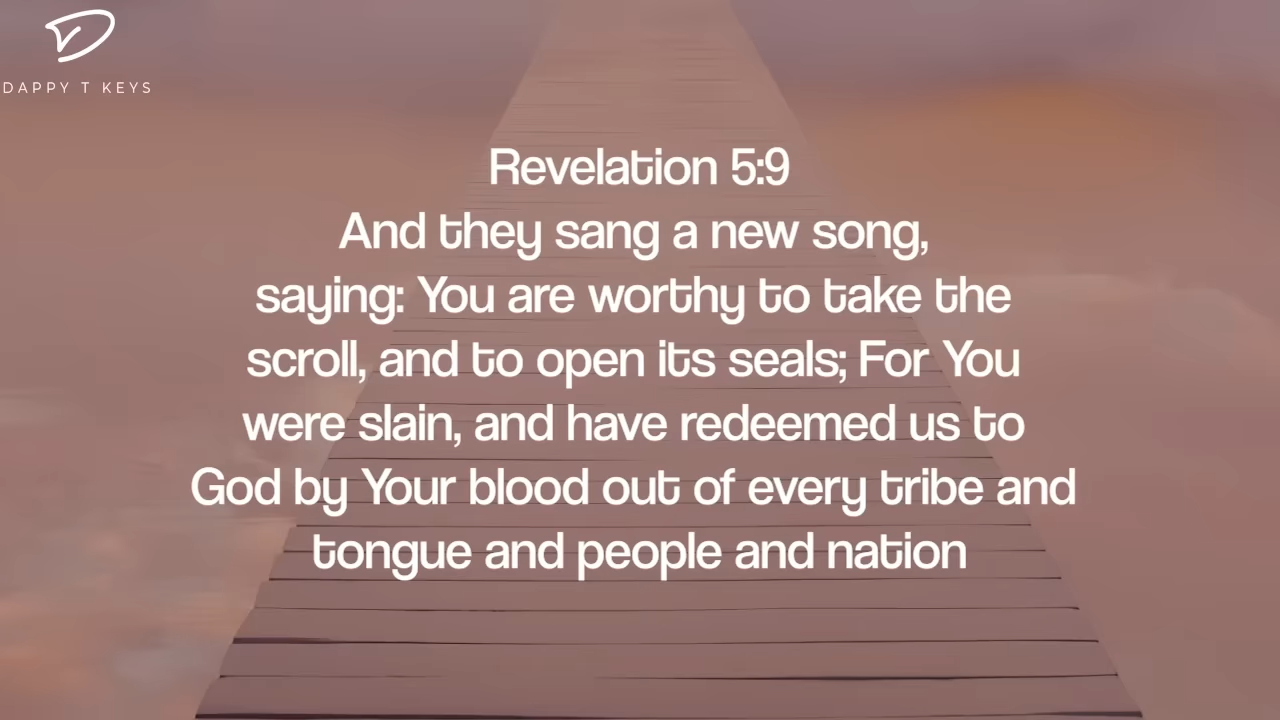 DAPPY T KEYS
Revelation 5:9
And they sang a new song,
saying: You are worthy to take the
scroll, and to open its seals; For You
were slain, and have redeemed us to
God by Your blood out of every tribe and
tongue and people and nation